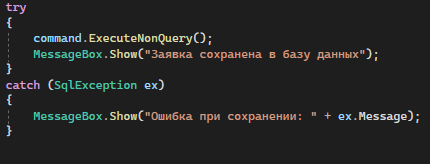 try
{
command.ExecuteNonQuery();
MessageBox.Show("Заявка сохранена в базу данных");
}
catch (SqlException ex)
{
MessageBox.Show("Ошибка при сохранении: " + ex.Message);
}